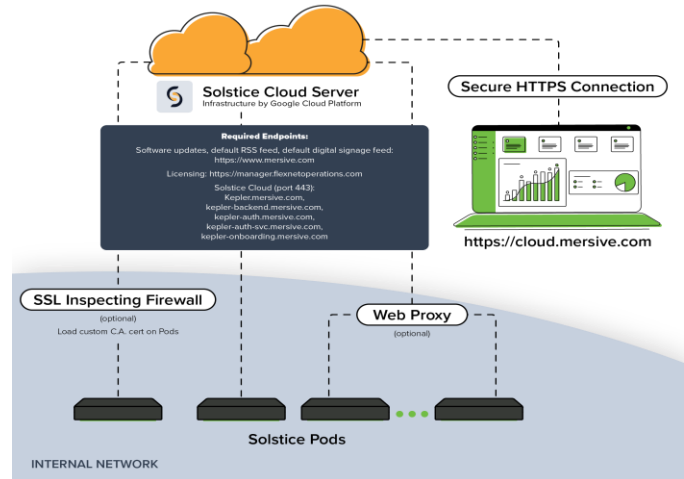 Solstice Cloud Server
Infrastructure by Google Cloud Platform
Secure HTTPS Connection
Required Endpoints:
Software updates, default RSS feed, default digital signage feed:
https://www.mersive.com
Licensing: https://manager.flexnetoperations.com
Solstice Cloud (port 443):
Kepler.mersive.com,
kepler-backend.mersive.com,
kepler-auth.mersive.com,
kepler-auth-svc.mersive.com,
kepler-onboarding.mersive.com
https://cloud.mersive.com
SSL Inspecting Firewall
(optional)
Load custom C.A. cert on Pods
Web Proxy
(optional)
Solstice Pods
INTERNAL NETWORK